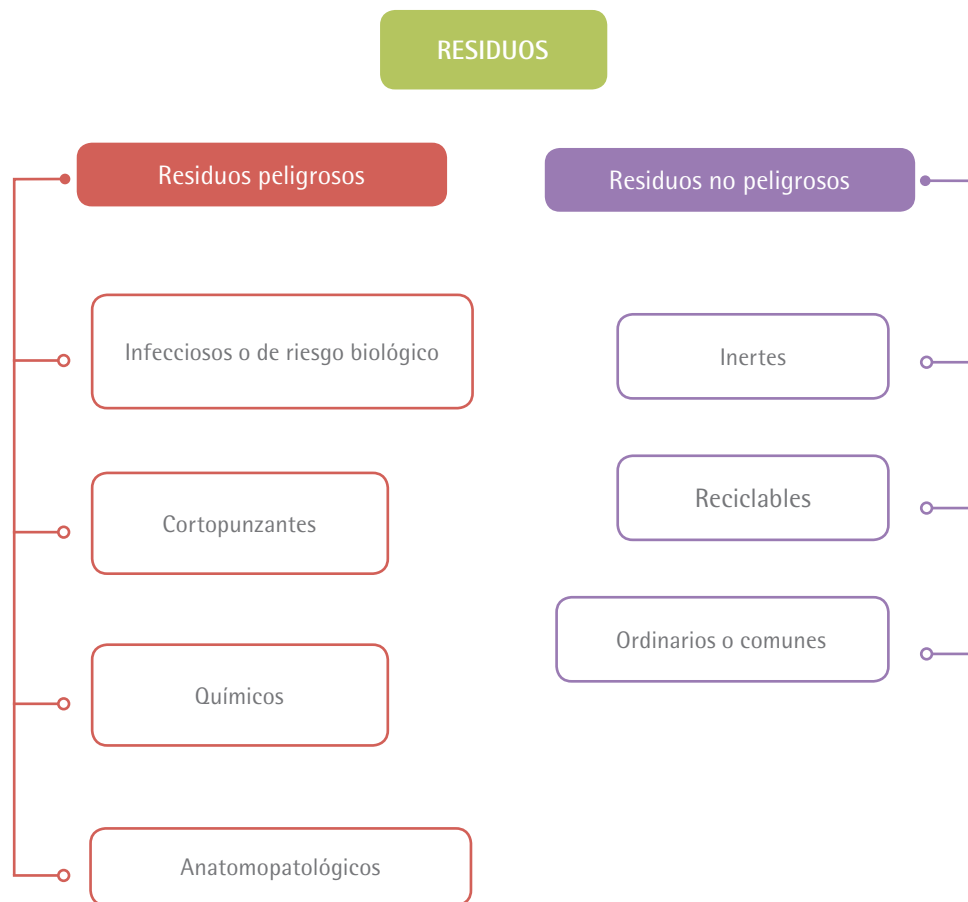 RESIDUOS
Residuos peligrosos
Infecciosos o de riesgo biológico
Cortopunzantes
Químicos
Anatomopatológicos
Residuos no peligrosos
Inertes
Reciclables
Ordinarios o comunes